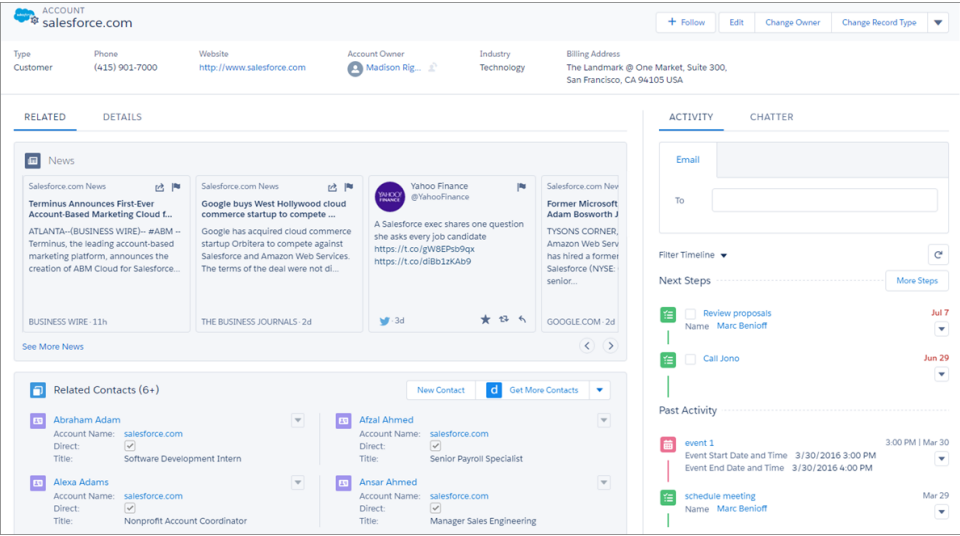 ACCOUNT
salesforce.com
+ Follow
Edit
Change Owner
Change Record Type
Type
Customer
Phone
(415) 901-7000
Website
http://www.salesforce.com
Account Owner
Madison Rig...
Industry
Technology
Billing Address
The Landmark @ One Market, Suite 300,
San Francisco, CA 94105 USA
RELATED
DETAILS
News
Salesforce.com News
Terminus Announces First-Ever
Account-Based Marketing Cloud f...
ATLANTA--(BUSINESS WIRE)-- #ABM --
Terminus, the leading account-based
marketing platform, announces the
creation of ABM Cloud for Salesforce...
BUSINESS WIRE · 11h
Salesforce.com News
Google buys West Hollywood cloud
commerce startup to compete ...
Google has acquired cloud commerce
startup Orbitera to compete against
Salesforce and Amazon Web Services.
The terms of the deal were not di...
THE BUSINESS JOURNALS · 2d
YAHOO!
FINANCE
Yahoo Finance
@YahooFinance
A Salesforce exec shares one question
she asks every job candidate
https://t.co/gW8EPsb9qx
https://t.co/diBb1zKAb9
· 3d
Salesforce.com New
Former Microsoft
Adam Bosworth J
TYSONS CORNER,
Amazon Web Serv
has hired a former
Salesforce (NYSE:
senior...
GOOGLE.COM · 2d
See More News
Related Contacts (6+)
New Contact
d
Get More Contacts
Abraham Adam
Account Name: salesforce.com
Direct:
Title: Software Development Intern
Afzal Ahmed
Account Name: salesforce.com
Direct:
Title: Senior Payroll Specialist
Alexa Adams
Account Name: salesforce.com
Direct:
Title: Nonprofit Account Coordinator
Ansar Ahmed
Account Name: salesforce.com
Direct:
Title: Manager Sales Engineering
ACTIVITY
CHATTER
Email
To
Filter Timeline
Next Steps
More Steps
Review proposals
Jul 7
Name Marc Benioff
Call Jono
Jun 29
Past Activity
event 1
3:00 PM | Mar 30
Event Start Date and Time 3/30/2016 3:00 PM
Event End Date and Time 3/30/2016 4:00 PM
schedule meeting
Mar 29
Name Marc Benioff